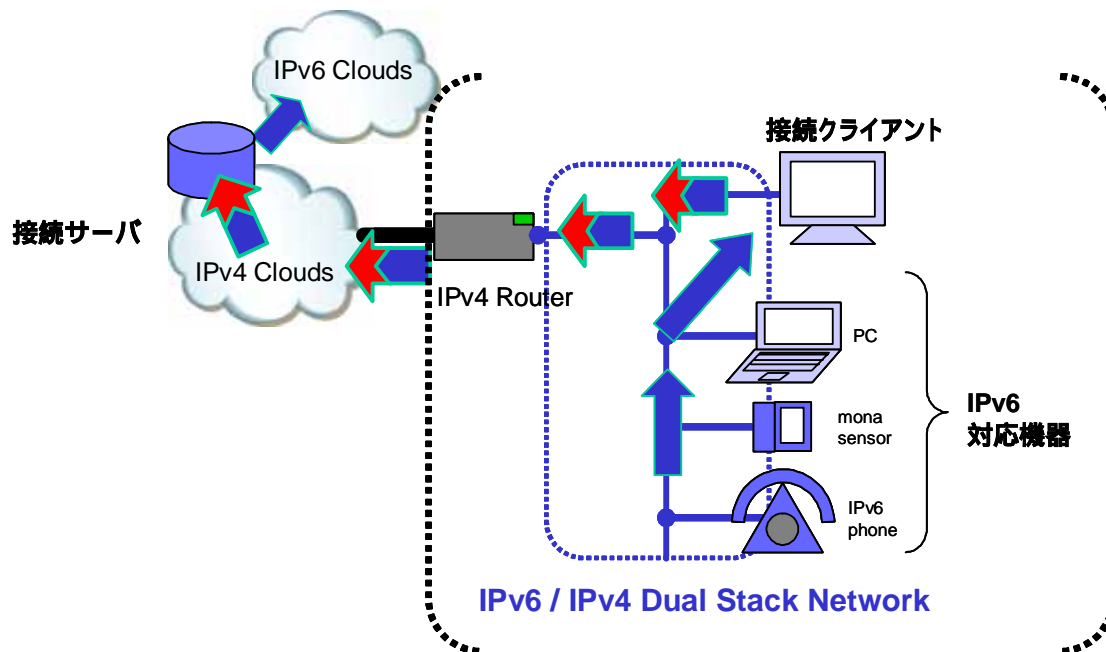 IPv6 Clouds
接続クライアント
接続サーバ
IPv4 Clouds
IPv4 Router
PC
mona
sensor
IPv6
対応機器
IPv6
phone
IPv6 / IPv4 Dual Stack Network